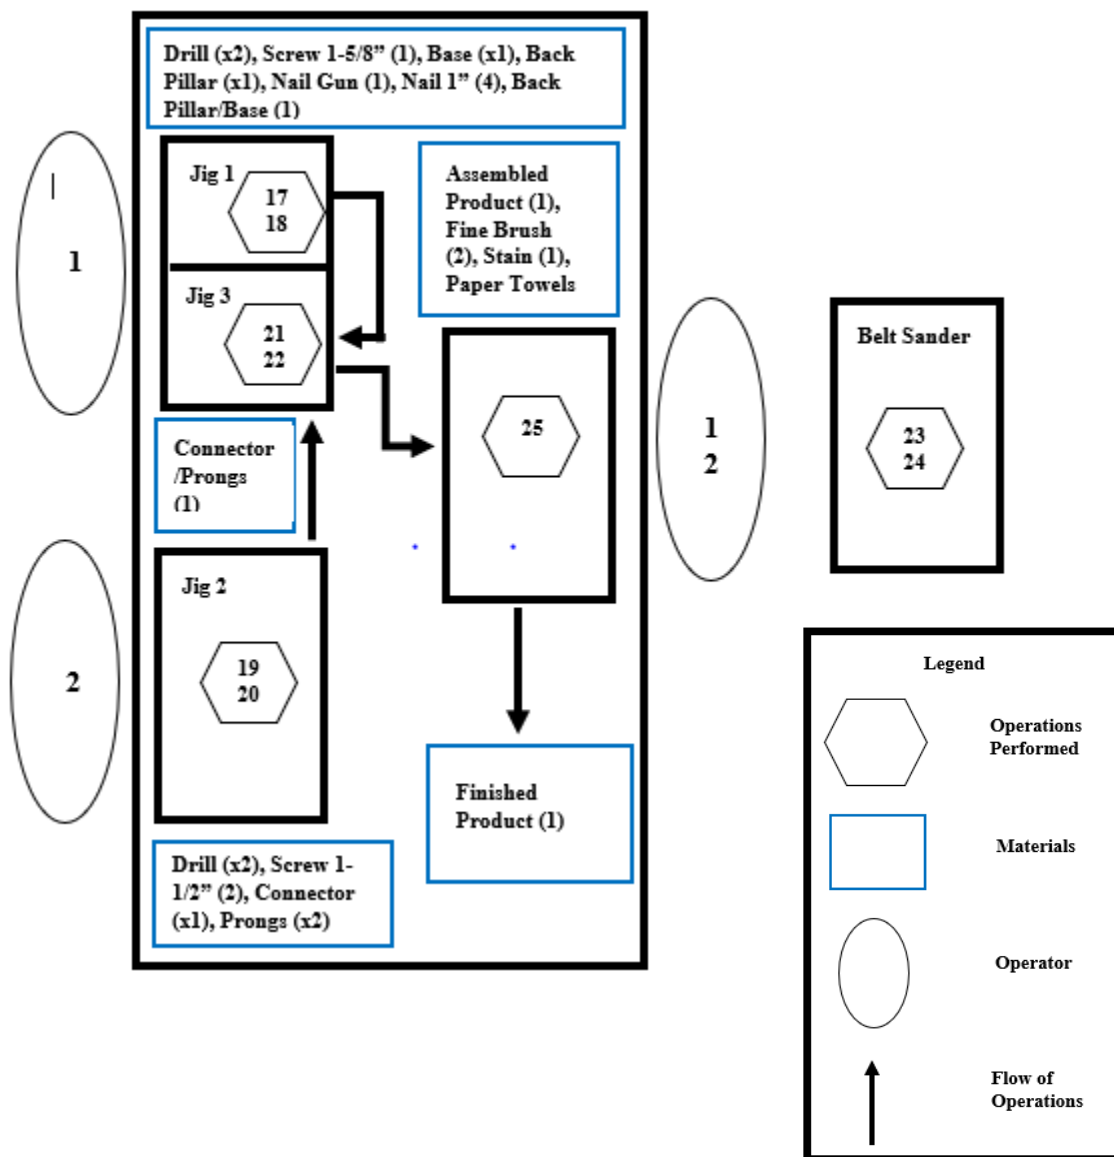 Drill (x2), Screw 1-5/8” (1), Base (x1), Back
Pillar (x1), Nail Gun (1), Nail 1” (4), Back
Pillar/Base (1)
Jig 1
17
18
1
Jig 3
21
22
Assembled
Product (1),
Fine Brush
(2), Stain (1),
Paper Towels
25
1
2
Belt Sander
23
24
Connector
/Prongs
(1)
Jig 2
19
20
2
Drill (x2), Screw 1-
1/2” (2), Connector
(x1), Prongs (x2)
Finished
Product (1)
Legend
Operations
Performed
Materials
Operator
Flow of
Operations